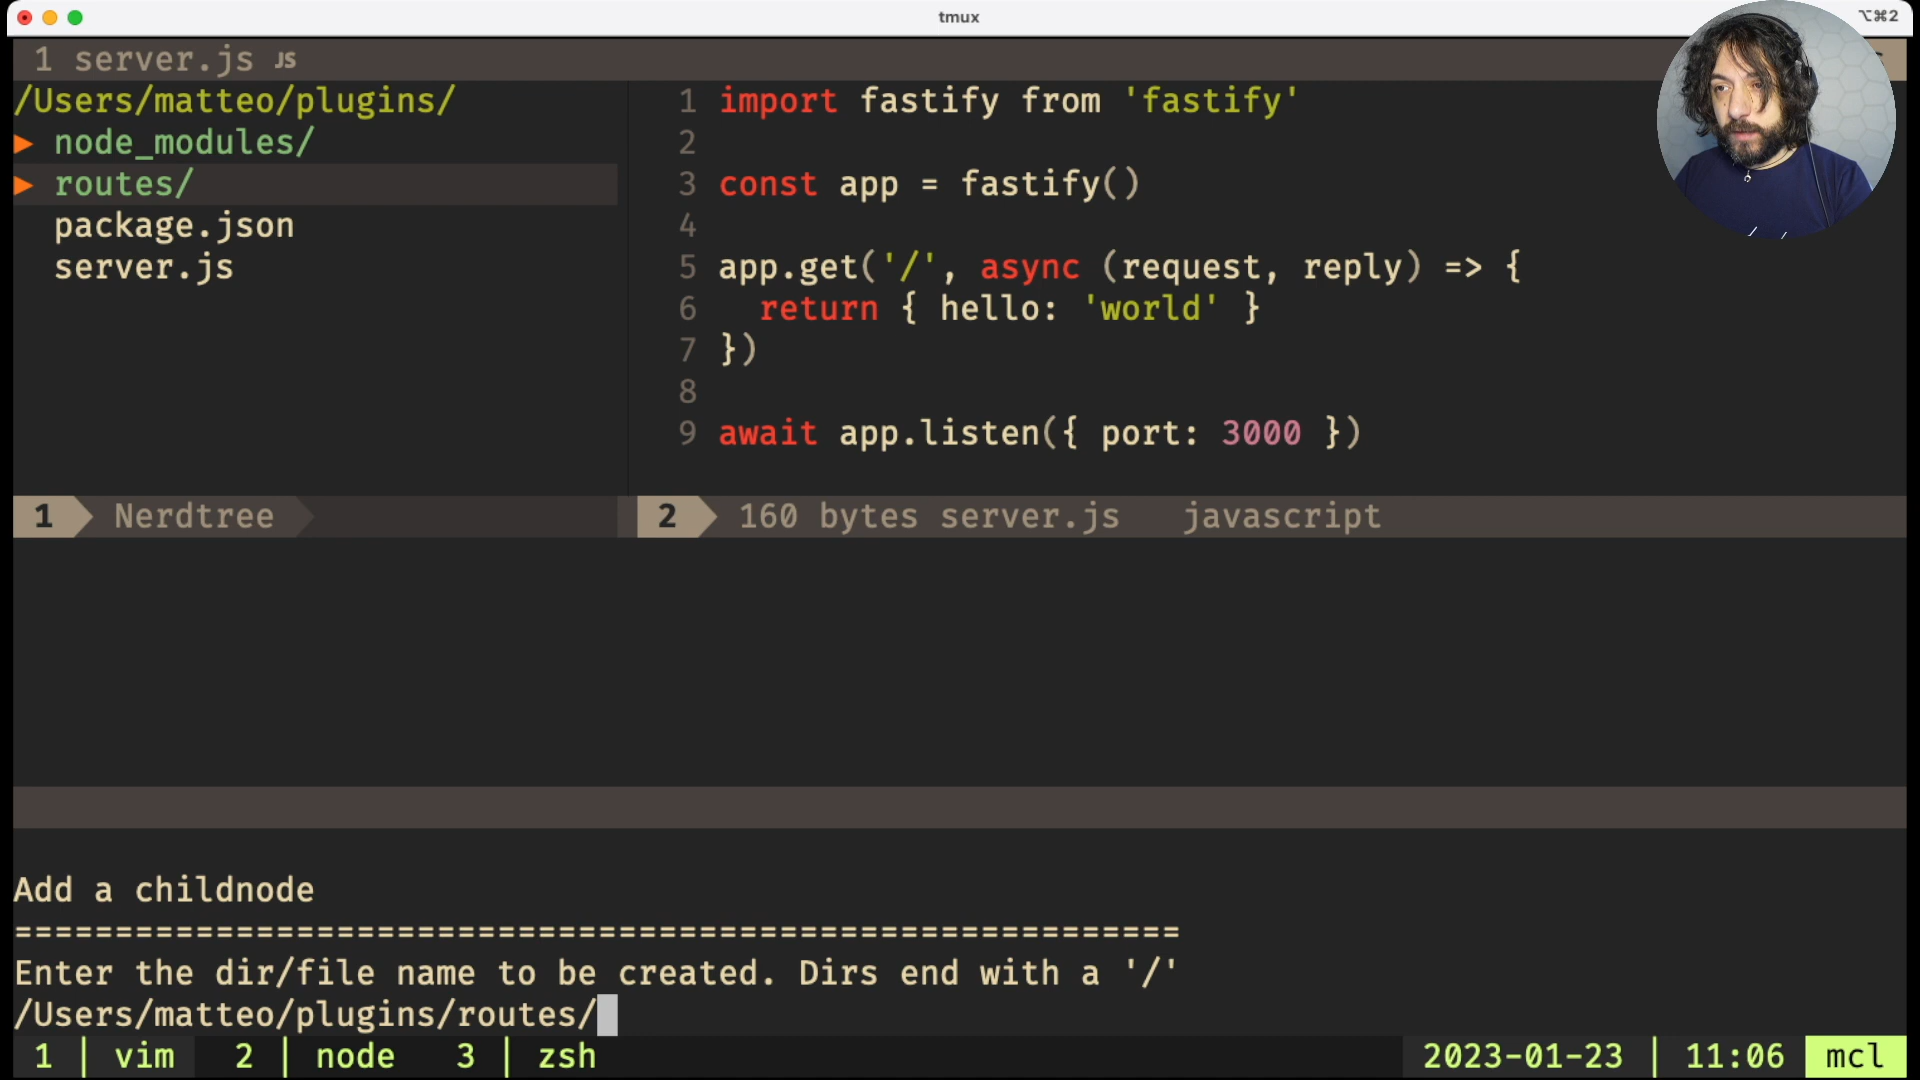 tmux
⌥⌘2
1 server.js JS
/Users/matteo/plugins/
▸ node_modules/
▸ routes/
package.json
server.js
1 import fastify from 'fastify'
2
3 const app = fastify()
4
5 app.get('/', async (request, reply) => {
6   return { hello: 'world' }
7 })
8
9 await app.listen({ port: 3000 })
1 Nerdtree
2 160 bytes server.js javascript
Add a childnode
==========================================================
Enter the dir/file name to be created. Dirs end with a '/'
/Users/matteo/plugins/routes/
1 | vim 2 | node 3 | zsh 2023-01-23 | 11:06 mcl